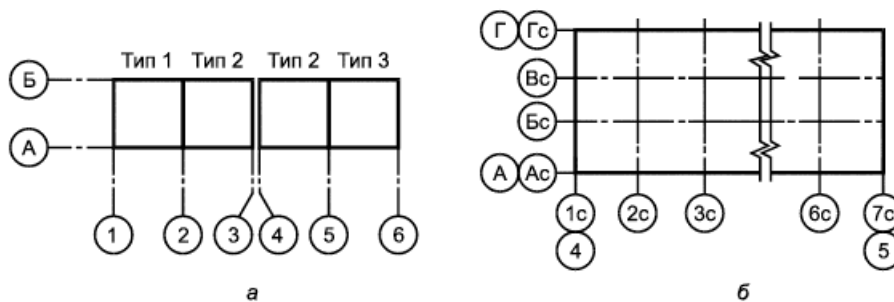 Тип 1 Тип 2 Тип 2 Тип 3
Б
А
1 2 3 4 5 6
а
Г Гс
Вс
Бс
А Ас
1с 2с 3с 6с 7с
4 5
б